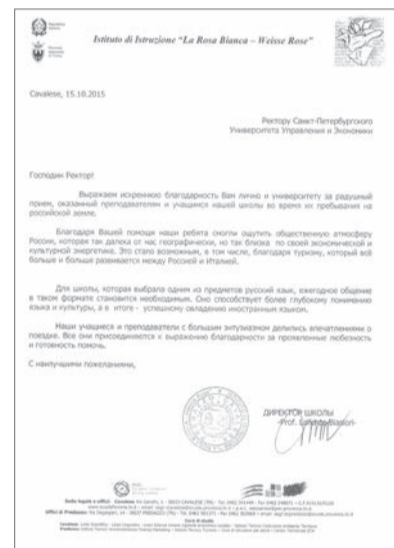 Istituto di Istruzione "La Rosa Bianca – Weisse Rose"
Cavalese, 15.10.2015
Ректору Санкт-Петербургского
Университета Управления и Экономики
Господин Ректор!
Выражаем искреннюю благодарность Вам лично и университету за радушный
прием, оказанный преподавателям и учащимся нашей школы во время их пребывания на
российской земле.
Благодаря Вашей помощи наши ребята смогли ощутить общественную атмосферу
России, которая так далека от нас географически, но так близка по своей экономической и
культурной энергетике. Это стало возможным, в том числе, благодаря туризму, который всё
больше и больше развивается между Россией и Италией.
Для школы, которая выбрала одним из предметов русский язык, ежегодное общение
в таком формате становится необходимым. Оно способствует более глубокому пониманию
языка и культуры, а в итоге - успешному овладению иностранным языком.
Наши учащиеся и преподаватели с большим энтузиазмом делились впечатлениями о
поездке. Все они присоединяются к выражению благодарности за проявленные любезность
и готовность помочь.
С наилучшими пожеланиями,
ДИРЕКТОР ШКОЛЫ
-Prof. Lorenzo Biasiori-